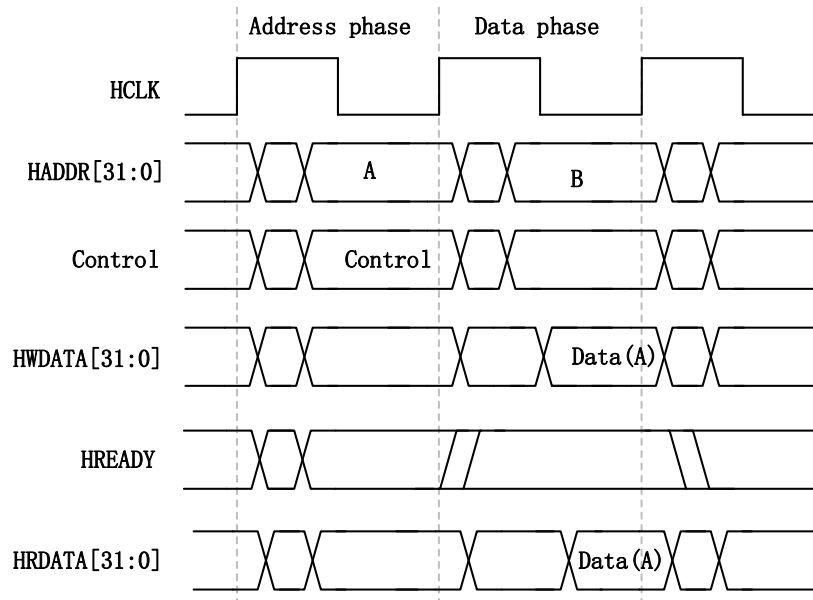 Address phase Data phase
HCLK
HADDR[31:0] A B
Control Control
HWDATA[31:0] Data(A)
HREADY
HRDATA[31:0] Data(A)